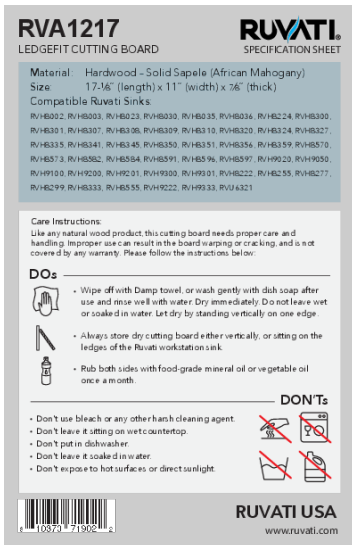 RVA1217
LEDGEFIT CUTTING BOARD
RUVATI®
SPECIFICATION SHEET
Material: Hardwood – Solid Sapele (African Mahogany)
Size: 17-⅛" (length) x 11" (width) x ⅞" (thick)
Compatible Ruvati Sinks:
RVH8002, RVH8003, RVH8023, RVH8030, RVH8035, RVH8036, RVH8224, RVH8300,
RVH8301, RVH8307, RVH8308, RVH8309, RVH8310, RVH8320, RVH8324, RVH8327,
RVH8335, RVH8341, RVH8345, RVH8350, RVH8351, RVH8356, RVH8359, RVH8570,
RVH8573, RVH8582, RVH8584, RVH8591, RVH8596, RVH8597, RVH9020, RVH9050,
RVH9100, RVH9200, RVH9201, RVH9300, RVH9301, RVH8222, RVH8255, RVH8277,
RVH8299, RVH8333, RVH8555, RVH9222, RVH9333, RVU6321
Care Instructions:
Like any natural wood product, this cutting board needs proper care and
handling. Improper use can result in the board warping or cracking, and is not
covered by any warranty. Please follow the instructions below:
DOs
• Wipe off with Damp towel, or wash gently with dish soap after
use and rinse well with water. Dry immediately. Do not leave wet
or soaked in water. Let dry by standing vertically on one edge.
• Always store dry cutting board either vertically, or sitting on the
ledges of the Ruvati workstation sink.
• Rub both sides with food-grade mineral oil or vegetable oil
once a month.
DON'Ts
• Don't use bleach or any other harsh cleaning agent.
• Don't leave it sitting on wet countertop.
• Don't put in dishwasher.
• Don't leave it soaked in water.
• Don't expose to hot surfaces or direct sunlight.
6 10373 71902 2
RUVATI USA
www.ruvati.com